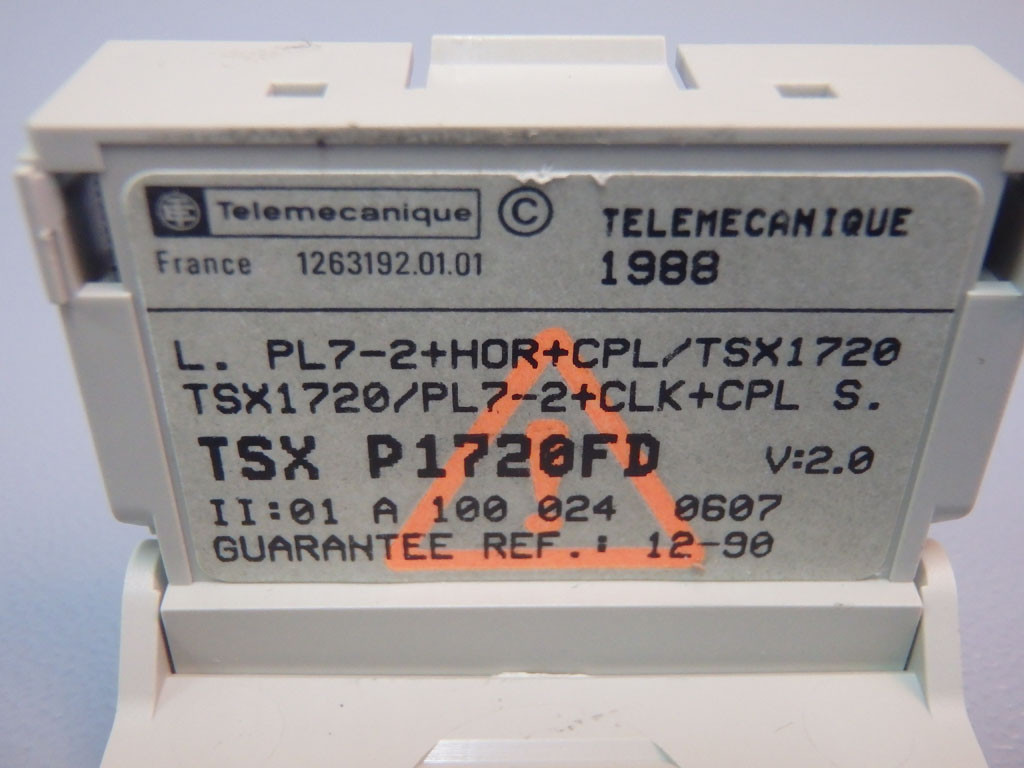 Telemecanique ©
France 1263192.01.01
TELEMECANIQUE
1988
L. PL7-2+HOR+CPL/TSX1720
TSX1720/PL7-2+CLK+CPL S.
TSX P1720FD V:2.0
II:01 A 100 024 0607
GUARANTEE REF.: 12-90